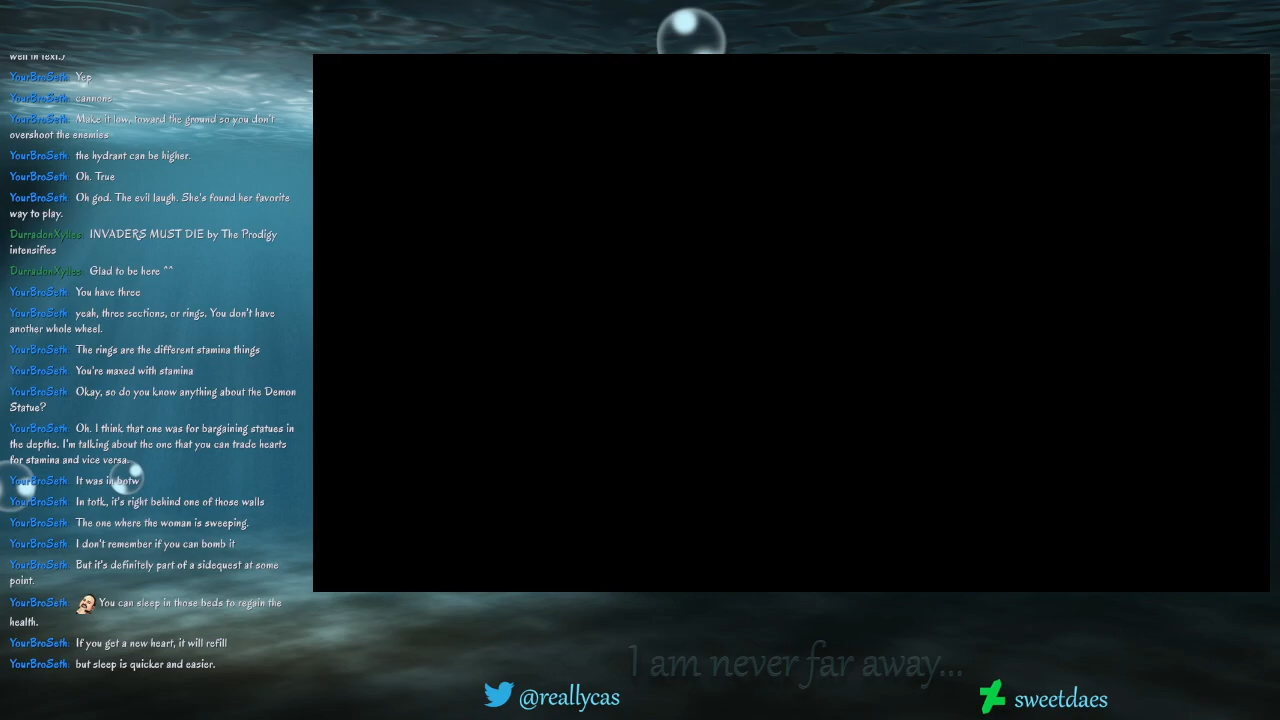 well in text.)
YourBroSeth: Yep
YourBroSeth: cannons
YourBroSeth: Make it low, toward the ground so you don't
overshoot the enemies
YourBroSeth: the hydrant can be higher.
YourBroSeth: Oh. True
YourBroSeth: Oh god. The evil laugh. She's found her favorite
way to play.
DurradonXylles: INVADERS MUST DIE by The Prodigy
intensifies
DurradonXylles: Glad to be here ^^
YourBroSeth: You have three
YourBroSeth: yeah, three sections, or rings. You don't have
another whole wheel.
YourBroSeth: The rings are the different stamina things
YourBroSeth: You're maxed with stamina
YourBroSeth: Okay, so do you know anything about the Demon
Statue?
YourBroSeth: Oh. I think that one was for bargaining statues in
the depths. I'm talking about the one that you can trade hearts
for stamina and vice versa.
YourBroSeth: It was in botw
YourBroSeth: In totk, it's right behind one of those walls
YourBroSeth: The one where the woman is sweeping.
YourBroSeth: I don't remember if you can bomb it
YourBroSeth: But it's definitely part of a sidequest at some
point.
YourBroSeth: You can sleep in those beds to regain the
health.
YourBroSeth: If you get a new heart, it will refill
YourBroSeth: but sleep is quicker and easier.
I am never far away...
@reallycas
sweetdaes